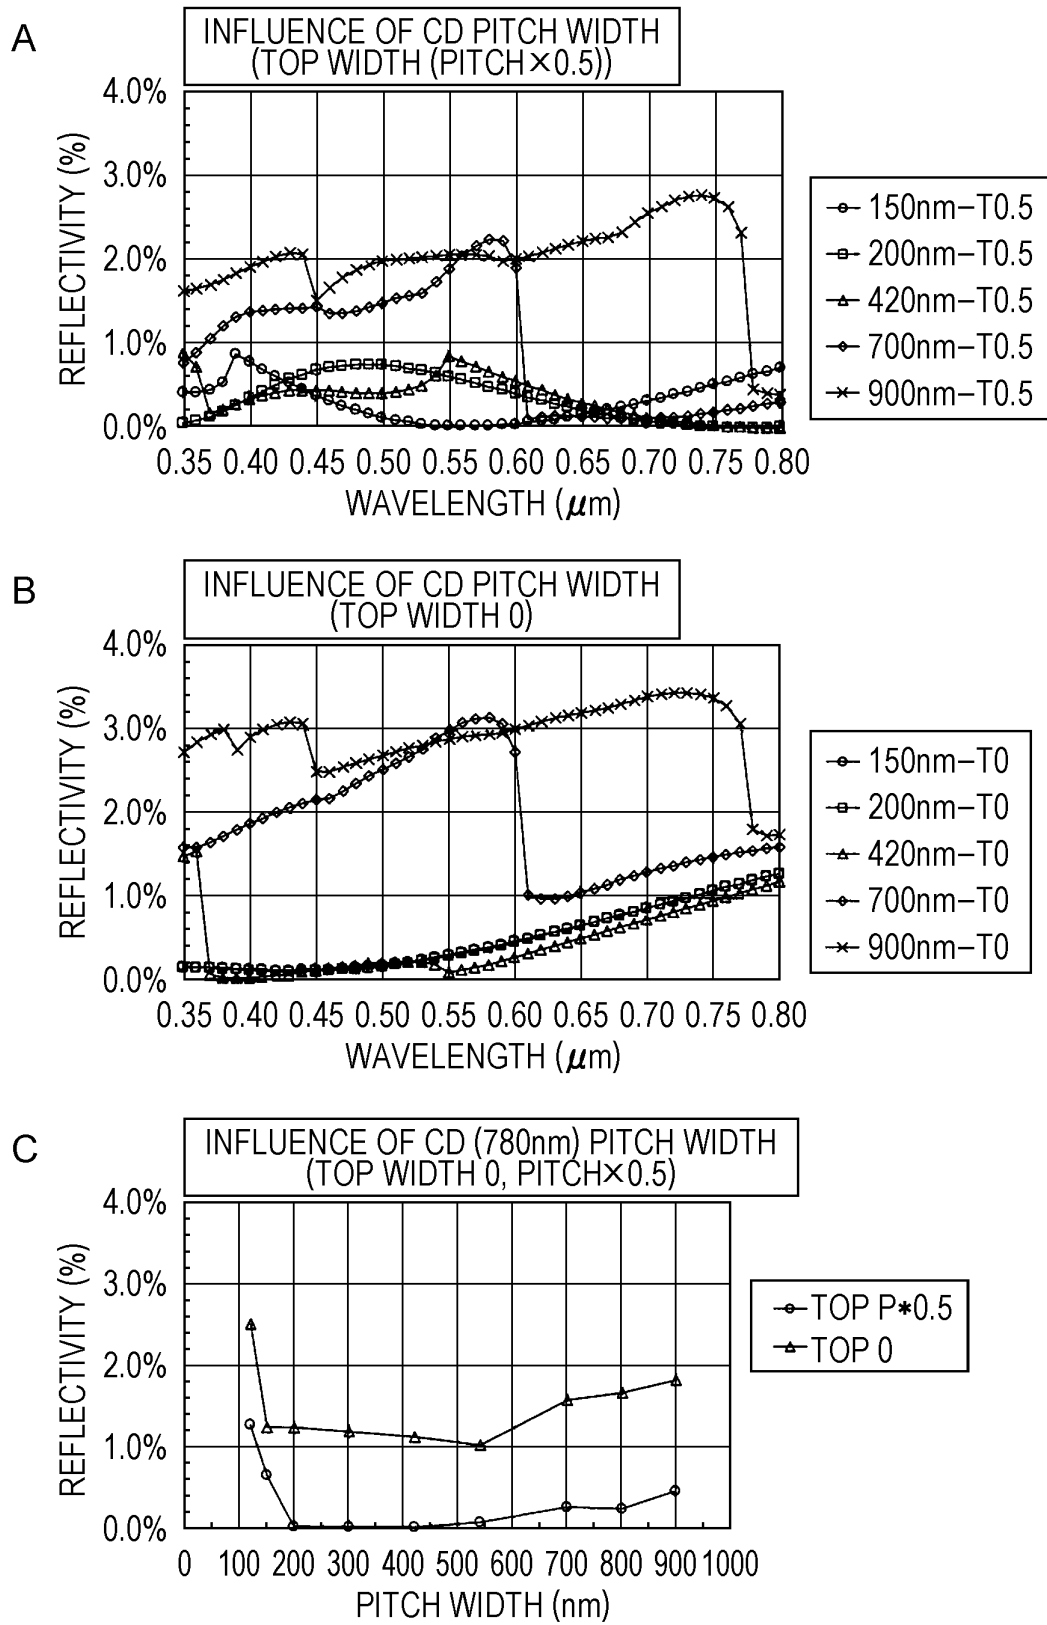 A
INFLUENCE OF CD PITCH WIDTH
(TOP WIDTH (PITCH×0.5))
4.0%
3.0%
2.0%
1.0%
0.0%
REFLECTIVITY (%)
0.35 0.40 0.45 0.50 0.55 0.60 0.65 0.70 0.75 0.80
WAVELENGTH (μm)
150nm–T0.5
200nm–T0.5
420nm–T0.5
700nm–T0.5
900nm–T0.5
B
INFLUENCE OF CD PITCH WIDTH
(TOP WIDTH 0)
4.0%
3.0%
2.0%
1.0%
0.0%
REFLECTIVITY (%)
0.35 0.40 0.45 0.50 0.55 0.60 0.65 0.70 0.75 0.80
WAVELENGTH (μm)
150nm–T0
200nm–T0
420nm–T0
700nm–T0
900nm–T0
C
INFLUENCE OF CD (780nm) PITCH WIDTH
(TOP WIDTH 0, PITCH×0.5)
4.0%
3.0%
2.0%
1.0%
0.0%
REFLECTIVITY (%)
0 100 200 300 400 500 600 700 800 900 1000
PITCH WIDTH (nm)
TOP P*0.5
TOP 0